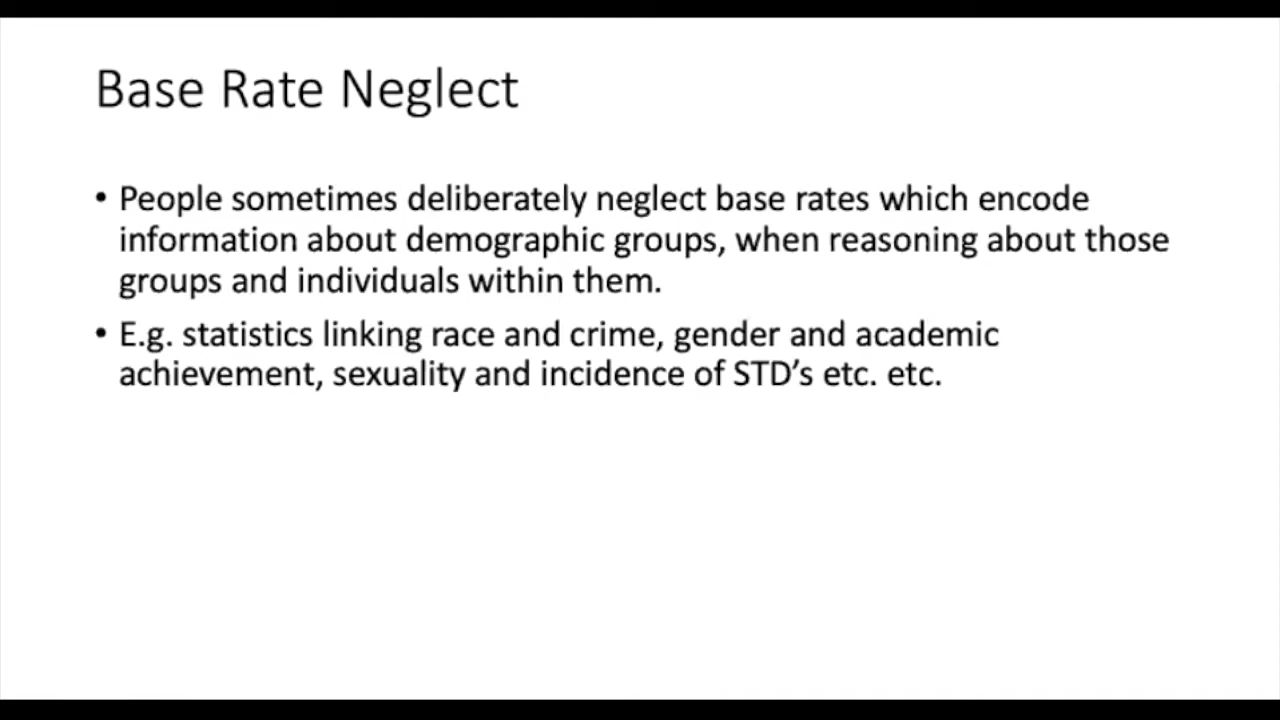 Base Rate Neglect
• People sometimes deliberately neglect base rates which encode
information about demographic groups, when reasoning about those
groups and individuals within them.
• E.g. statistics linking race and crime, gender and academic
achievement, sexuality and incidence of STD’s etc. etc.